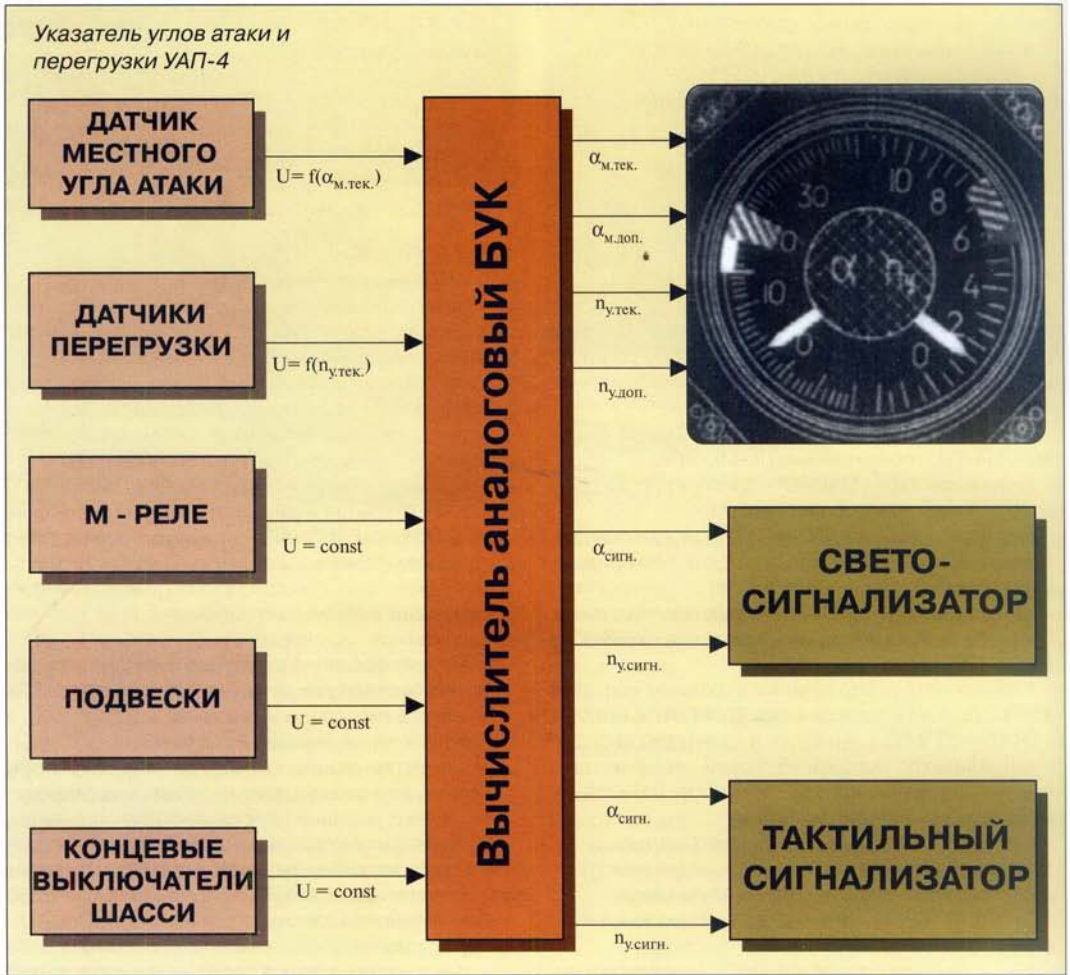 Указатель углов атаки и
перегрузки УАП-4
ДАТЧИК
МЕСТНОГО
УГЛА АТАКИ
U= f(αм.тек.)
ДАТЧИКИ
ПЕРЕГРУЗКИ
U= f(nу.тек.)
М - РЕЛЕ
U = const
ПОДВЕСКИ
U = const
КОНЦЕВЫЕ
ВЫКЛЮЧАТЕЛИ
ШАССИ
U = const
Вычислитель аналоговый БУК
αм.тек.
αм.доп.
nу.тек.
nу.доп.
30
10
8
6
4
2
0
10
0
0
α nу
αсигн.
nу.сигн.
СВЕТО-
СИГНАЛИЗАТОР
αсигн.
nу.сигн.
ТАКТИЛЬНЫЙ
СИГНАЛИЗАТОР